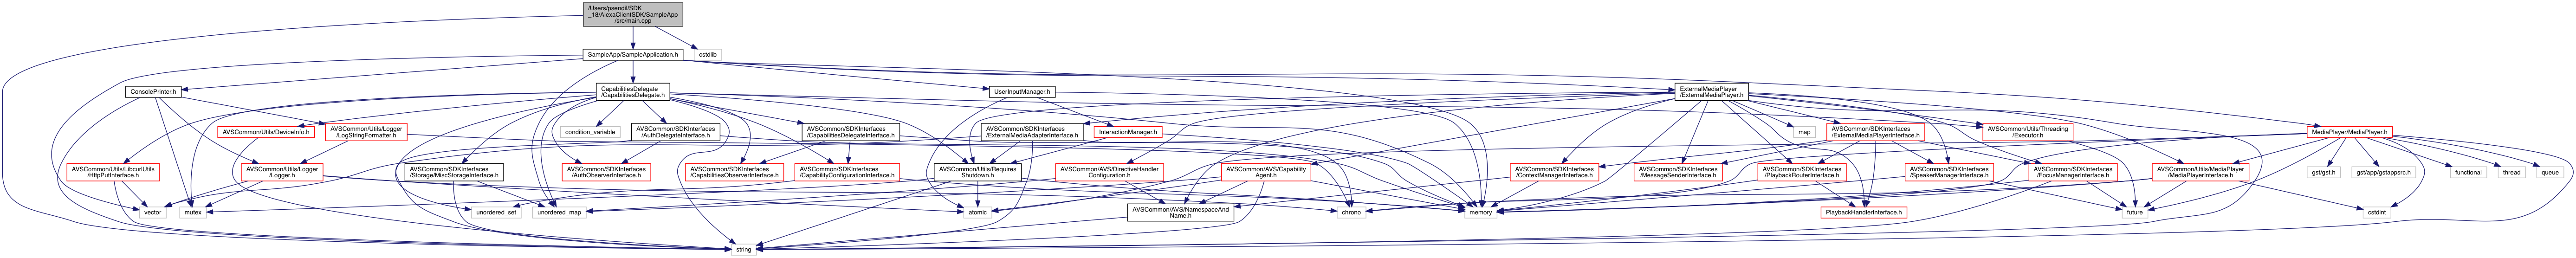 /Users/psendil/SDK
_18/AlexaClientSDK/SampleApp
/src/main.cpp
SampleApp/SampleApplication.h
cstdlib
ConsolePrinter.h
CapabilitiesDelegate
/CapabilitiesDelegate.h
UserInputManager.h
ExternalMediaPlayer
/ExternalMediaPlayer.h
AVSCommon/Utils/DeviceInfo.h
AVSCommon/Utils/Logger
/LogStringFormatter.h
condition_variable
AVSCommon/SDKInterfaces
/AuthDelegateInterface.h
AVSCommon/SDKInterfaces
/CapabilitiesDelegateInterface.h
AVSCommon/SDKInterfaces
/ExternalMediaAdapterInterface.h
InteractionManager.h
map
AVSCommon/SDKInterfaces
/ExternalMediaPlayerInterface.h
AVSCommon/Utils/Threading
/Executor.h
MediaPlayer/MediaPlayer.h
AVSCommon/Utils/LibcurlUtils
/HttpPutInterface.h
AVSCommon/Utils/Logger
/Logger.h
AVSCommon/SDKInterfaces
/Storage/MiscStorageInterface.h
AVSCommon/SDKInterfaces
/AuthObserverInterface.h
AVSCommon/SDKInterfaces
/CapabilitiesObserverInterface.h
AVSCommon/SDKInterfaces
/CapabilityConfigurationInterface.h
AVSCommon/Utils/Requires
Shutdown.h
AVSCommon/AVS/DirectiveHandler
Configuration.h
AVSCommon/AVS/Capability
Agent.h
AVSCommon/SDKInterfaces
/ContextManagerInterface.h
AVSCommon/SDKInterfaces
/MessageSenderInterface.h
AVSCommon/SDKInterfaces
/PlaybackRouterInterface.h
AVSCommon/SDKInterfaces
/SpeakerManagerInterface.h
AVSCommon/SDKInterfaces
/FocusManagerInterface.h
AVSCommon/Utils/MediaPlayer
/MediaPlayerInterface.h
gst/gst.h
gst/app/gstappsrc.h
functional
thread
queue
vector
mutex
unordered_set
unordered_map
atomic
AVSCommon/AVS/NamespaceAnd
Name.h
chrono
memory
PlaybackHandlerInterface.h
future
cstdint
string